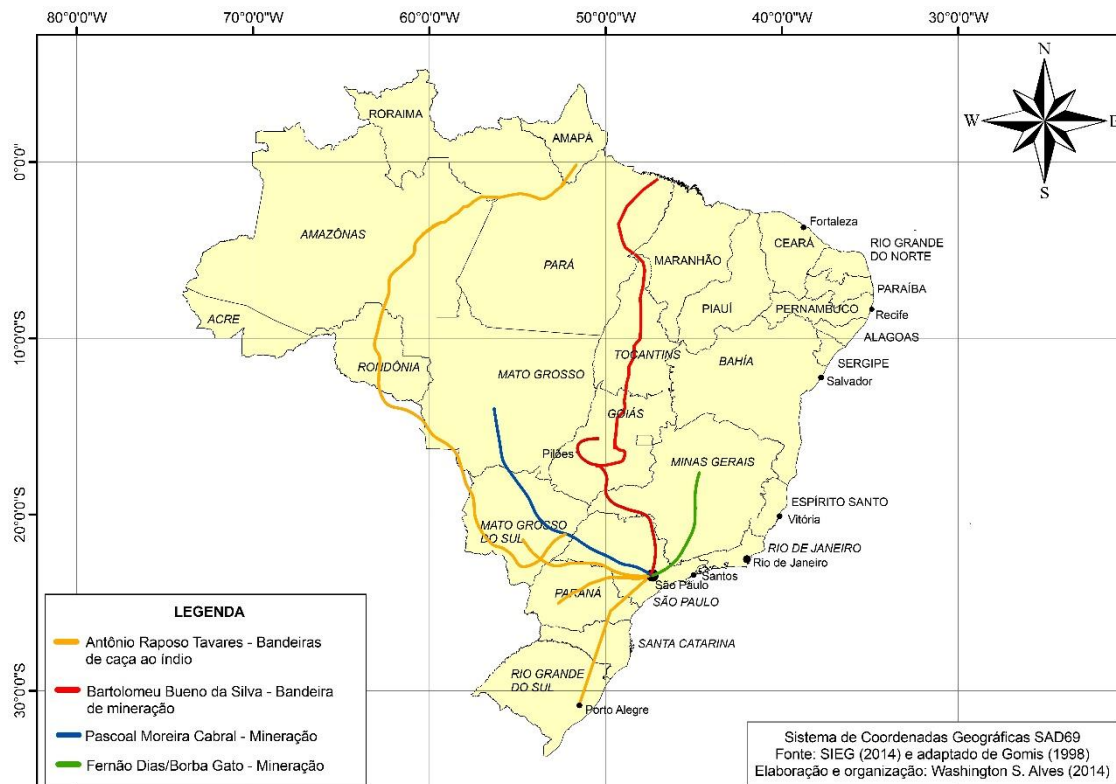 80°0'0"W 70°0'0"W 60°0'0"W 50°0'0"W 40°0'0"W 30°0'0"W
N
W E
S
0°0'0"
10°0'0"S
20°0'0"S
30°0'0"S
RORAIMA
AMAPÁ
AMAZÔNAS
PARÁ
MARANHÃO
Fortaleza
CEARÁ
RIO GRANDE
DO NORTE
PARAÍBA
PIAUÍ
PERNAMBUCO
Recife
ALAGOAS
ACRE
RONDÔNIA
MATO GROSSO
TOCANTINS
BAHÍA
SERGIPE
Salvador
GOIÁS
Pilões
MINAS GERAIS
ESPÍRITO SANTO
Vitória
MATO GROSSO
DO SUL
RIO DE JANEIRO
Rio de Janeiro
Santos
São Paulo
SÃO PAULO
PARANÁ
SANTA CATARINA
RIO GRANDE
DO SUL
Porto Alegre
LEGENDA
Antônio Raposo Tavares - Bandeiras
de caça ao índio
Bartolomeu Bueno da Silva - Bandeira
de mineração
Pascoal Moreira Cabral - Mineração
Fernão Dias/Borba Gato - Mineração
Sistema de Coordenadas Geográficas SAD69
Fonte: SIEG (2014) e adaptado de Gomis (1998)
Elaboração e organização: Washington S. Alves (2014)